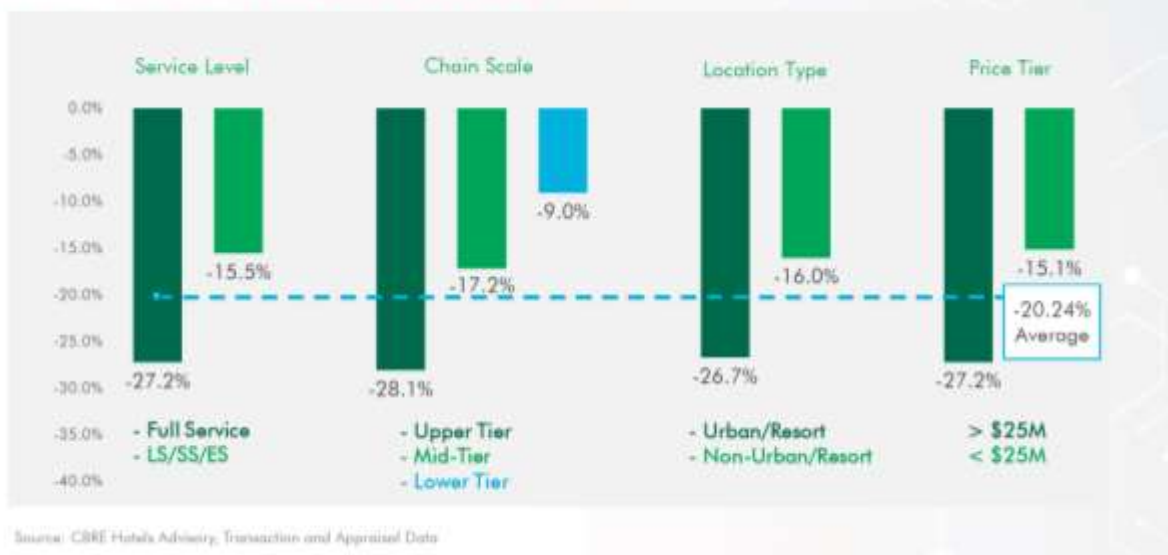 Service Level
Chain Scale
Location Type
Price Tier
0.0%
-5.0%
-10.0%
-15.0%
-20.0%
-25.0%
-30.0%
-35.0%
-40.0%
-27.2%
-15.5%
-28.1%
-17.2%
-9.0%
-26.7%
-16.0%
-27.2%
-15.1%
-20.24%
Average
- Full Service
- LS/SS/ES
- Upper Tier
- Mid-Tier
- Lower Tier
- Urban/Resort
- Non-Urban/Resort
> $25M
< $25M
Source: CBRE Hotels Advisory, Transaction and Appraisal Data